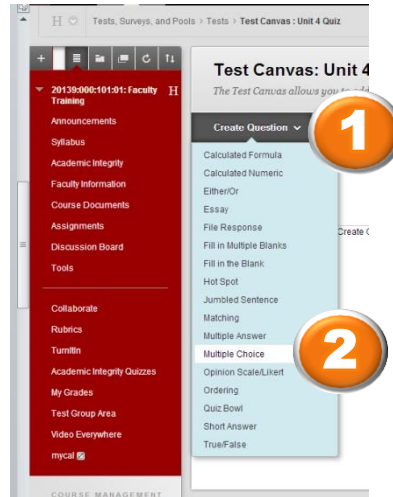 Tests, Surveys, and Pools > Tests > Test Canvas : Unit 4 Quiz
20139:000:101:01: Faculty
Training
Announcements
Syllabus
Academic Integrity
Faculty Information
Course Documents
Assignments
Discussion Board
Tools
Collaborate
Rubrics
TurnItIn
Academic Integrity Quizzes
My Grades
Test Group Area
Video Everywhere
mycal
COURSE MANAGEMENT
Test Canvas: Unit 4
The Test Canvas allows you to add
Create Question
1
Calculated Formula
Calculated Numeric
Either/Or
Essay
File Response
Fill in Multiple Blanks
Fill in the Blank
Hot Spot
Jumbled Sentence
Matching
Multiple Answer
Multiple Choice
Opinion Scale/Likert
Ordering
Quiz Bowl
Short Answer
True/False
2
Create